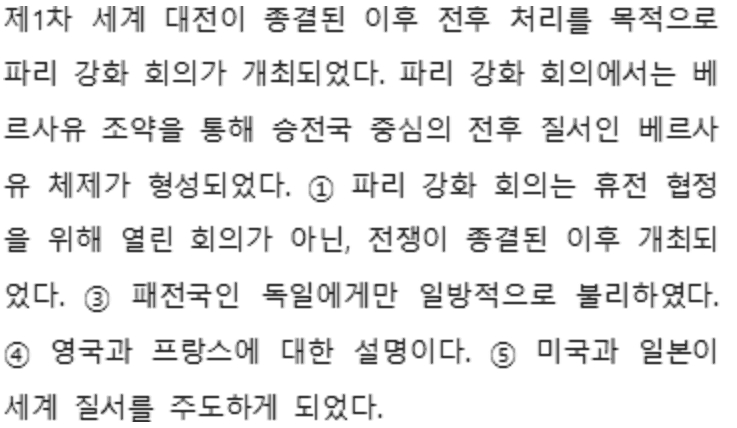 제1차 세계 대전이 종결된 이후 전후 처리를 목적으로
파리 강화 회의가 개최되었다. 파리 강화 회의에서는 베
르사유 조약을 통해 승전국 중심의 전후 질서인 베르사
유 체제가 형성되었다. ① 파리 강화 회의는 휴전 협정
을 위해 열린 회의가 아닌, 전쟁이 종결된 이후 개최되
었다. ③ 패전국인 독일에게만 일방적으로 불리하였다.
④ 영국과 프랑스에 대한 설명이다. ⑤ 미국과 일본이
세계 질서를 주도하게 되었다.